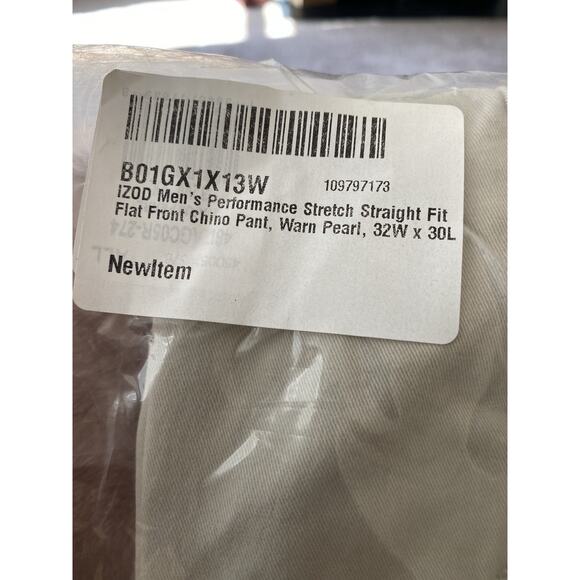 B01GX1X13W 109797173
IZOD Men's Performance Stretch Straight Fit
Flat Front Chino Pant, Warn Pearl, 32W x 30L
NewItem